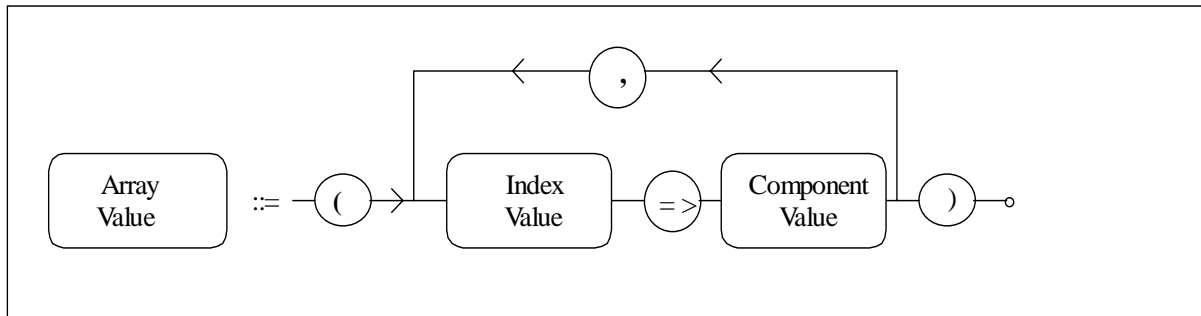 ,
Array
Value
::=
(
Index
Value
= >
Component
Value
)